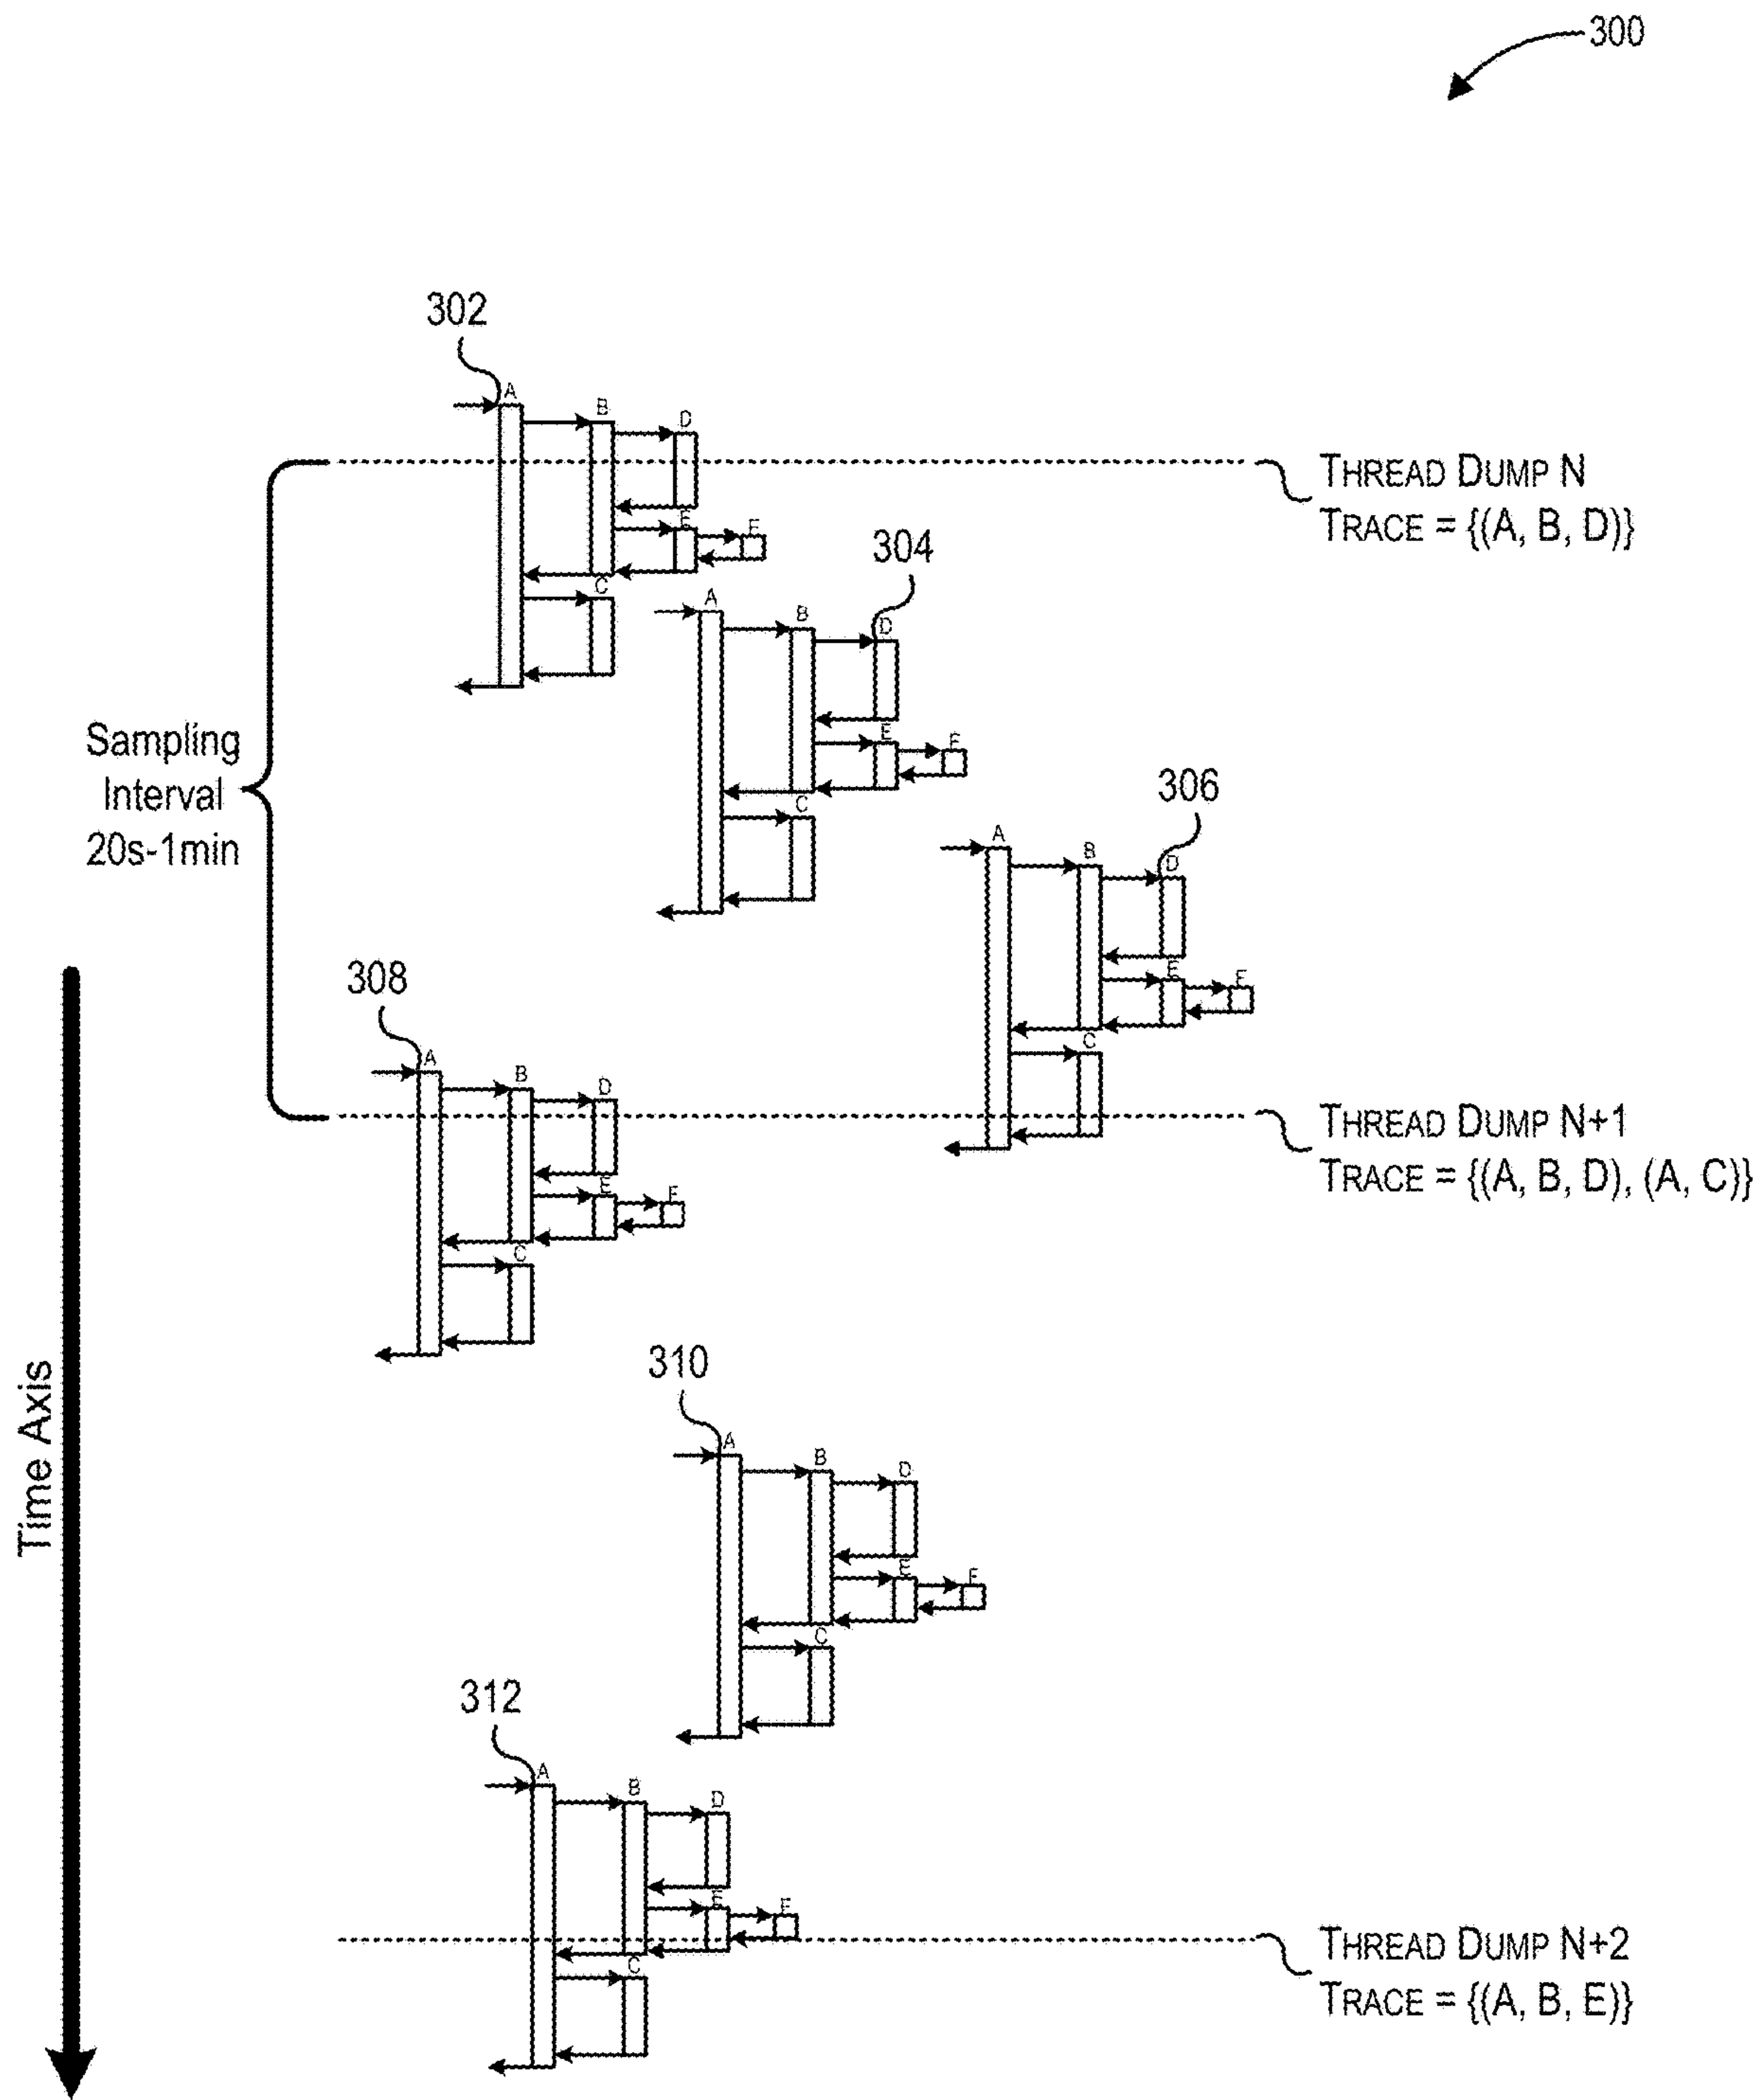 300
302
A
B
D
THREAD DUMP N
TRACE = {(A, B, D)}
E
F
304
C
A
B
D
Sampling
Interval
20s-1min
E
F
306
C
A
B
D
308
E
F
A
C
B
D
THREAD DUMP N+1
TRACE = {(A, B, D), (A, C)}
E
F
C
310
Time Axis
A
B
D
E
F
C
312
A
B
D
E
F
THREAD DUMP N+2
C
TRACE = {(A, B, E)}